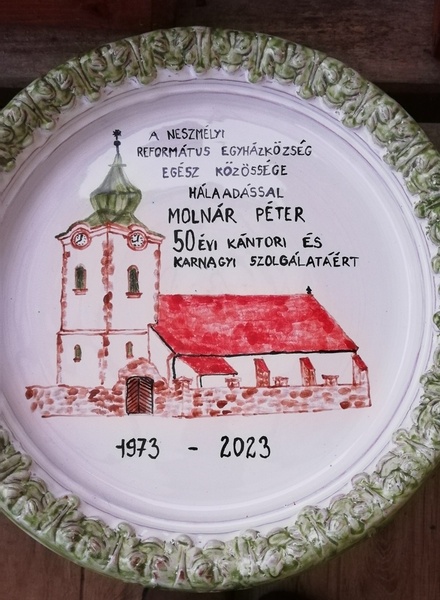 A NESZMÉLYI
REFORMÁTUS EGYHÁZKÖZSÉG
EGÉSZ KÖZÖSSÉGE
HÁLAADÁSSAL
MOLNÁR PÉTER
50 ÉVI KÁNTORI ÉS
KARNAGYI SZOLGÁLATÁÉRT
1973 - 2023